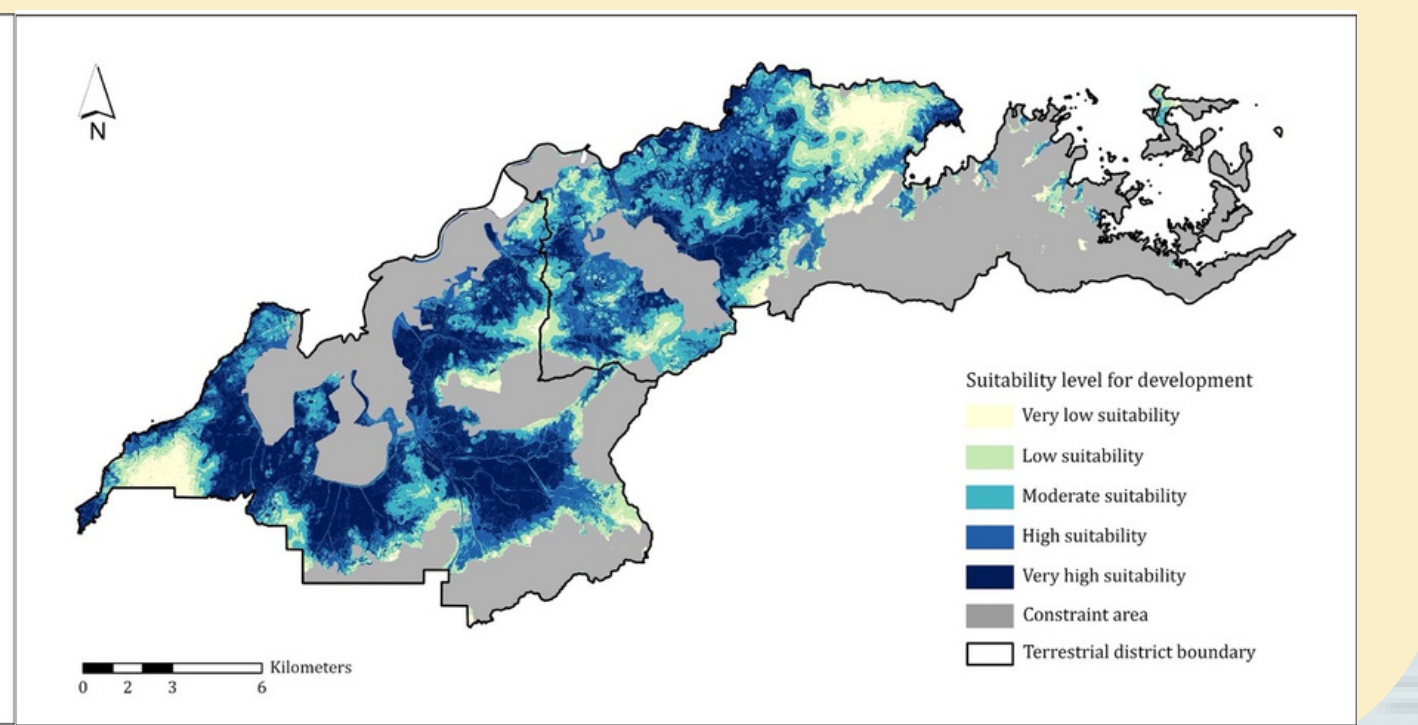 N
Suitability level for development
Very low suitability
Low suitability
Moderate suitability
High suitability
Very high suitability
Constraint area
Terrestrial district boundary
Kilometers
0 2 3 6